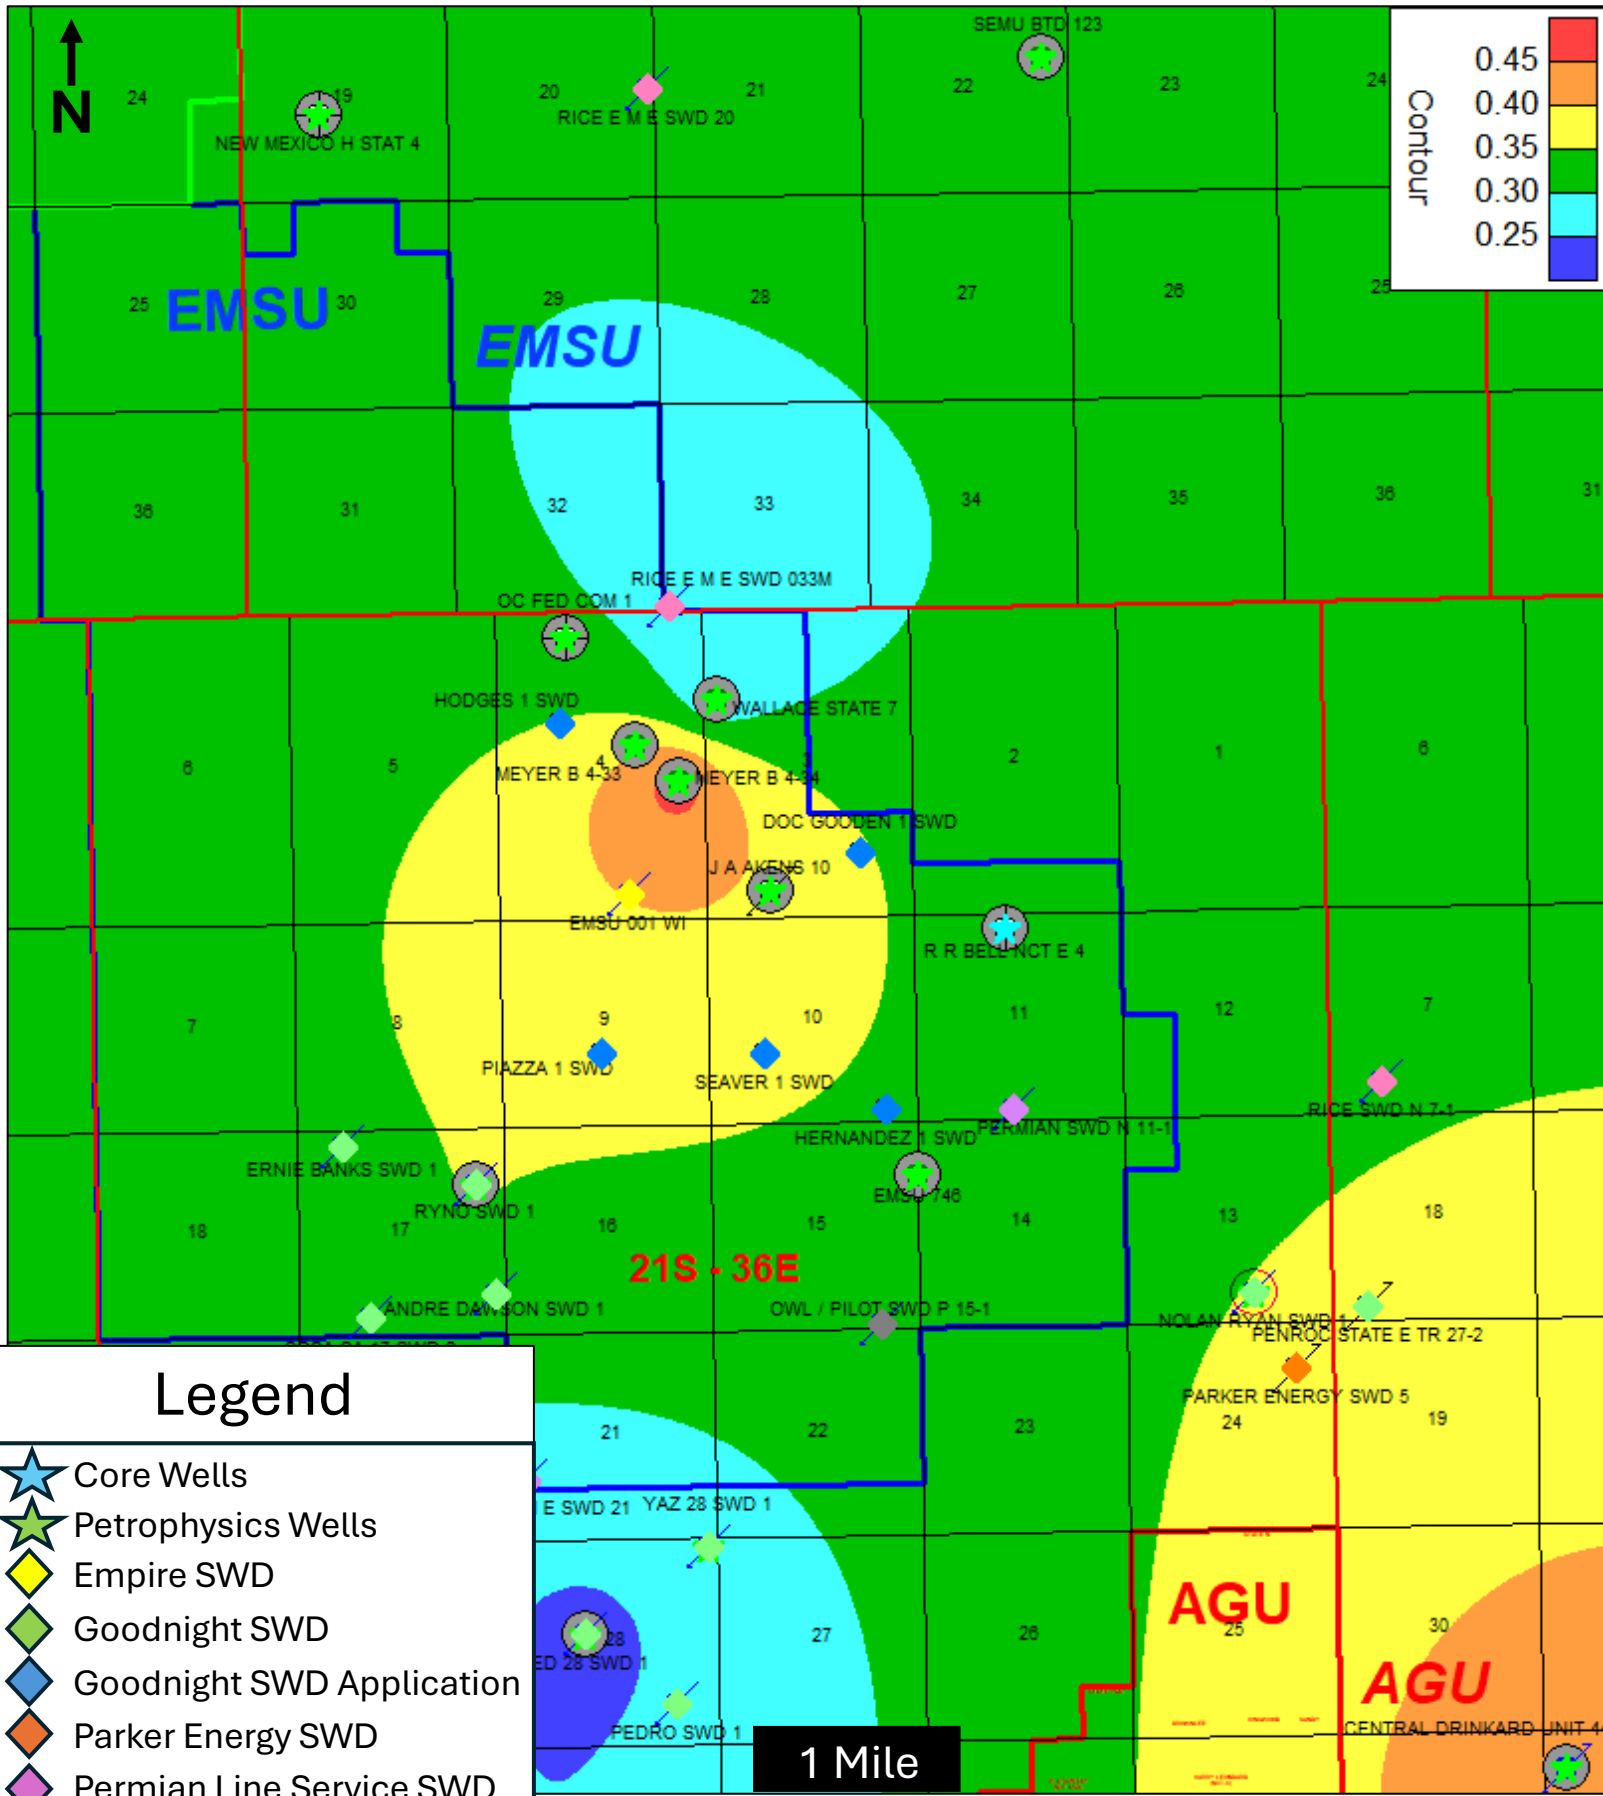 SEMU BTD 123
N
24
19
20
21
22
23
24
NEW MEXICO H STAT 4
RICE E M E SWD 20
Contour
0.45
0.40
0.35
0.30
0.25
EMSU
EMSU
25
30
29
28
27
26
25
36
31
32
33
34
35
36
31
RICE E M E SWD 033M
OC FED COM 1
HODGES 1 SWD
WALLACE STATE 7
6
5
4
3
2
1
6
MEYER B 4-33
MEYER B 4-34
DOC GOODEN 1 SWD
J A AKENS 10
EMSU 001 WI
R R BELL NCT E 4
7
8
9
10
11
12
7
PIAZZA 1 SWD
SEAVER 1 SWD
RICE SWD N 7-1
HERNANDEZ 1 SWD
PERMIAN SWD N 11-1
ERNIE BANKS SWD 1
RYNO SWD 1
EMSU 746
18
17
16
15
14
13
18
21S - 36E
ANDRE DAWSON SWD 1
OWL / PILOT SWD P 15-1
NOLAN RYAN SWD 1
PENROC STATE E TR 27-2
PARKER ENERGY SWD 5
21
22
23
24
19
E SWD 21
YAZ 28 SWD 1
AGU
AGU
28
27
26
25
30
ED 28 SWD 1
PEDRO SWD 1
CENTRAL DRINKARD UNIT 4
1 Mile
Legend
Core Wells
Petrophysics Wells
Empire SWD
Goodnight SWD
Goodnight SWD Application
Parker Energy SWD
Permian Line Service SWD